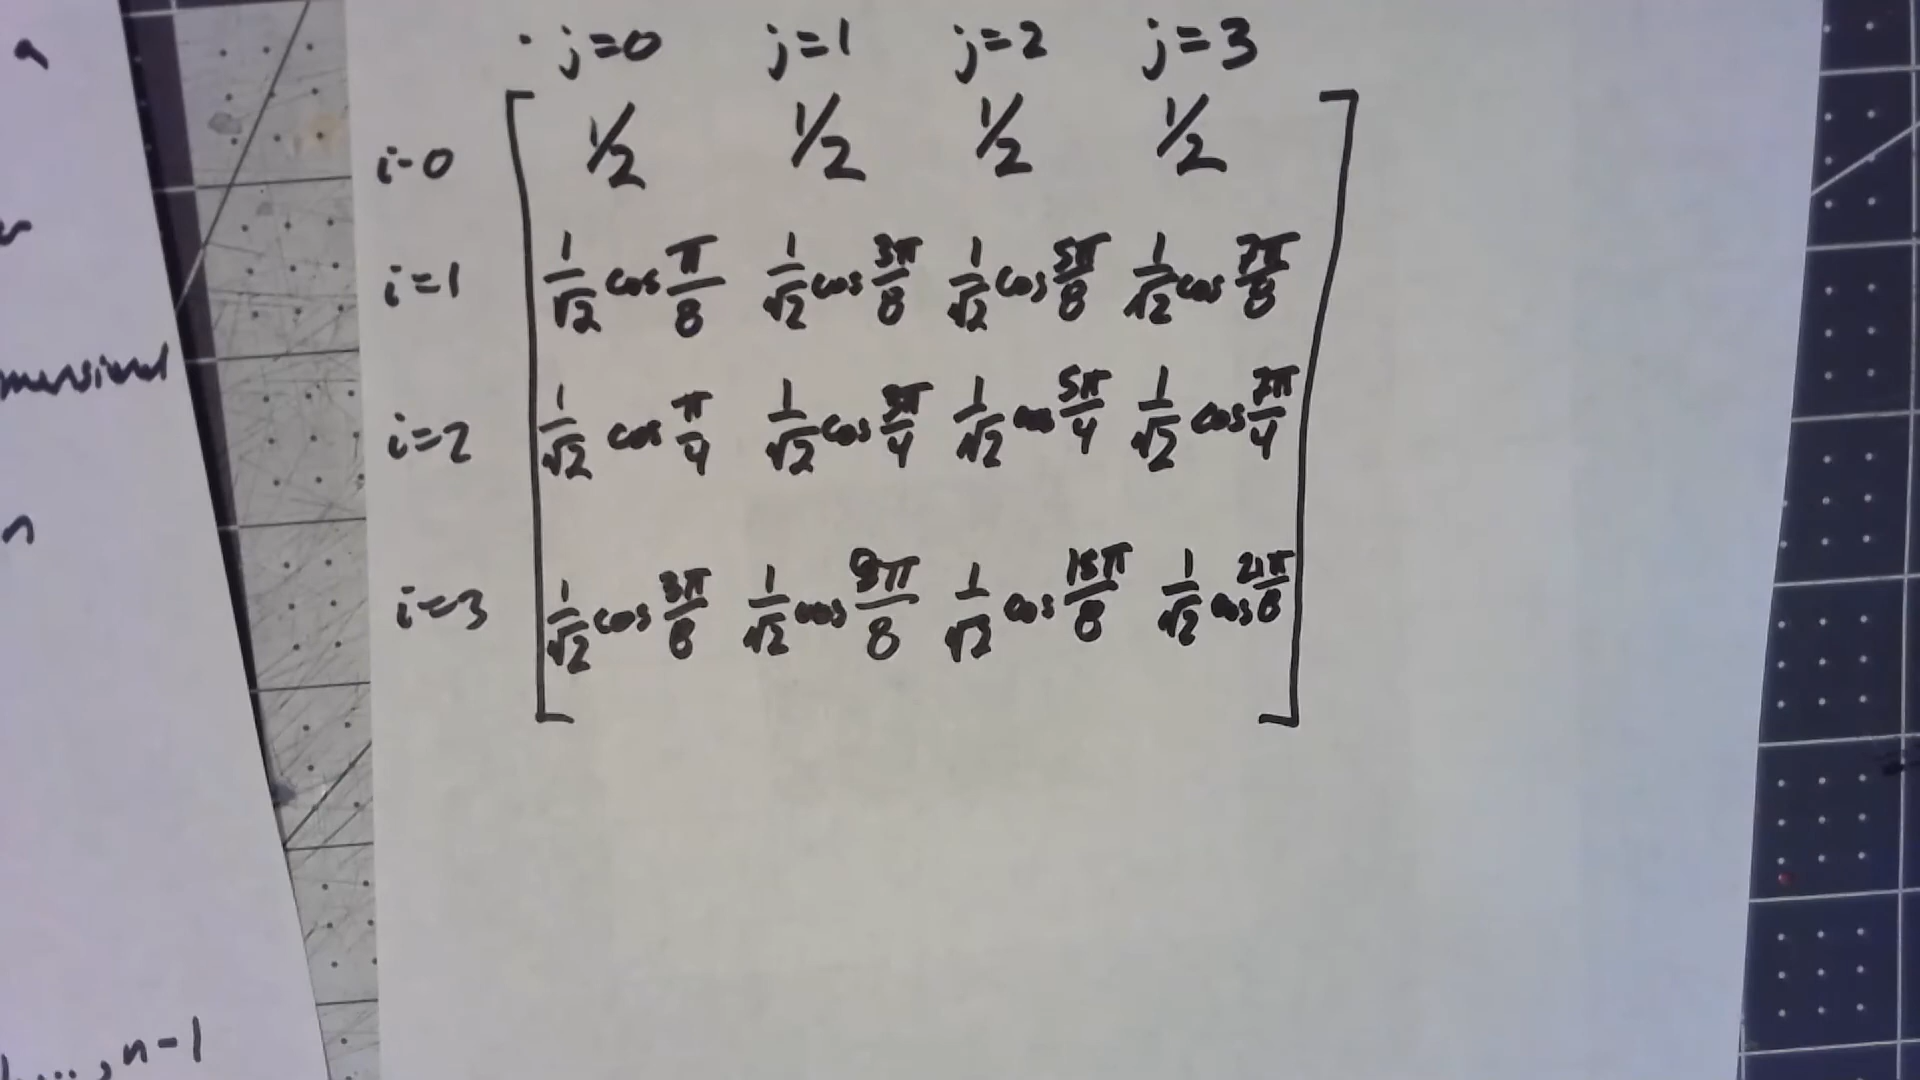 j=0 j=1 j=2 j=3
i=0 1/2 1/2 1/2 1/2
i=1 1/√2 cos π/8 1/√2 cos 3π/8 1/√2 cos 5π/8 1/√2 cos 7π/8
i=2 1/√2 cos π/4 1/√2 cos 3π/4 1/√2 cos 5π/4 1/√2 cos 7π/4
i=3 1/√2 cos 3π/8 1/√2 cos 9π/8 1/√2 cos 15π/8 1/√2 cos 21π/8
n
..., n-1